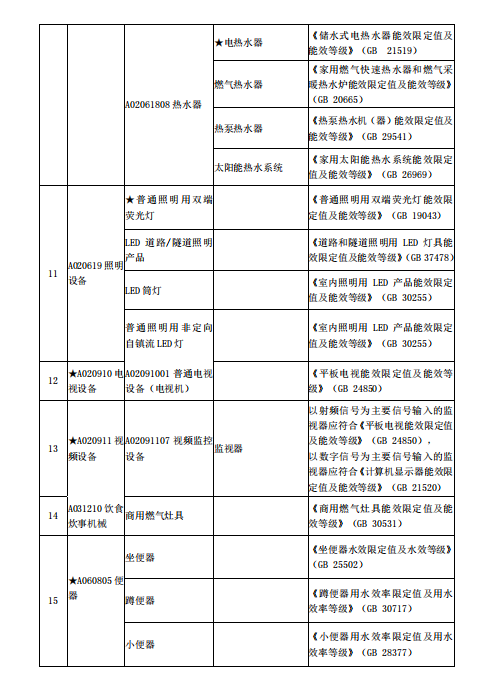 ★电热水器
《储水式电热水器能效限定值及
能效等级》（GB 21519）
A02061808 热水器
燃气热水器
《家用燃气快速热水器和燃气采
暖热水炉能效限定值及能效等级》
（GB 20665）
热泵热水器
《热泵热水机（器）能效限定值及
能效等级》（GB 29541）
太阳能热水系统
《家用太阳能热水系统能效限定
值及能效等级》（GB 26969）
11
A020619 照明
设备
★普通照明用双端
荧光灯
《普通照明用双端荧光灯能效限
定值及能效等级》（GB 19043）
LED 道路/隧道照明
产品
《道路和隧道照明用 LED 灯具能
效限定值及能效等级》（GB 37478）
LED 筒灯
《室内照明用 LED 产品能效限定
值及能效等级》（GB 30255）
普通照明用非定向
自镇流 LED 灯
《室内照明用 LED 产品能效限定
值及能效等级》（GB 30255）
12
★A020910 电
视设备
A02091001 普通电视
设备（电视机）
《平板电视能效限定值及能效等
级》（GB 24850）
13
★A020911 视
频设备
A02091107 视频监控
设备
监视器
以射频信号为主要信号输入的监
视器应符合《平板电视能效限定值
及能效等级》（GB 24850），
以数字信号为主要信号输入的监
视器应符合《计算机显示器能效限
定值及能效等级》（GB 21520）
14
A031210 饮食
炊事机械
商用燃气灶具
《商用燃气灶具能效限定值及能
效等级》（GB 30531）
15
★A060805 便
器
坐便器
《坐便器水效限定值及水效等级》
（GB 25502）
蹲便器
《蹲便器用水效率限定值及用水
效率等级》（GB 30717）
小便器
《小便器用水效率限定值及用水
效率等级》（GB 28377）